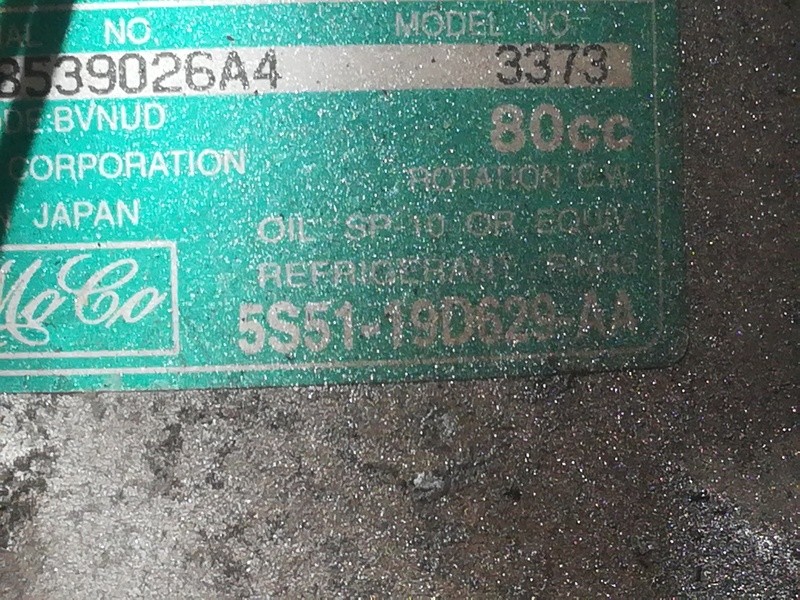 AL NO. MODEL NO
8539026A4 3373
DE:BVNUD 80cc
CORPORATION
ROTATION C.W.
JAPAN
OIL SP-10 OR EQUIV
REFRIGERANT
MoCo
5S51-19D629-AA